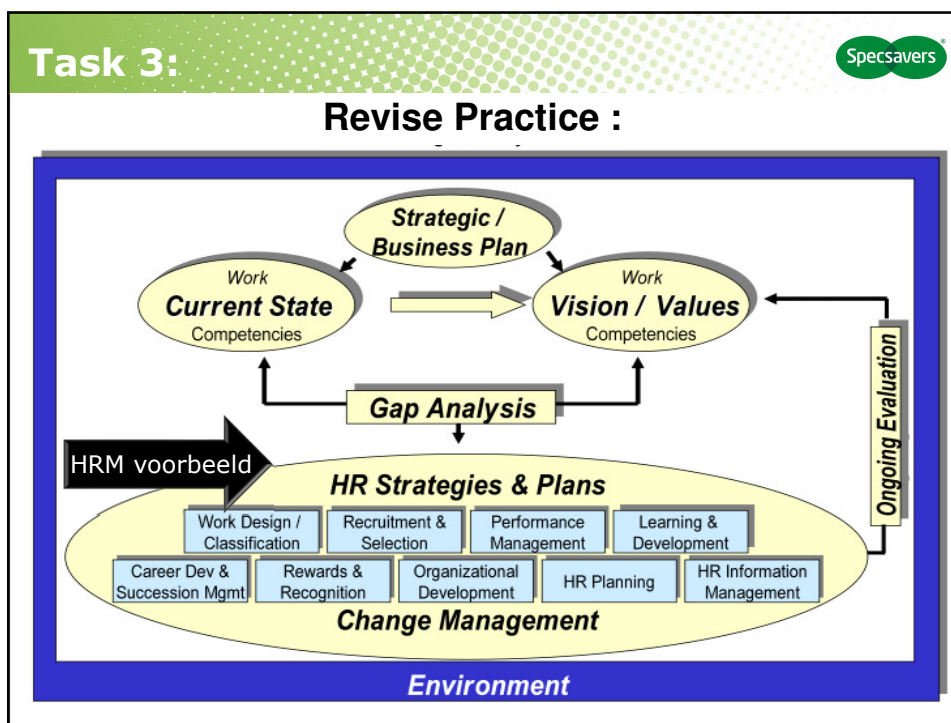 Task 3:
Specsavers
Revise Practice :
Strategic /
Business Plan
Work
Current State
Competencies
Work
Vision / Values
Competencies
Gap Analysis
Ongoing Evaluation
HRM voorbeeld
HR Strategies & Plans
Work Design /
Classification
Recruitment &
Selection
Performance
Management
Learning &
Development
Career Dev &
Succession Mgmt
Rewards &
Recognition
Organizational
Development
HR Planning
HR Information
Management
Change Management
Environment